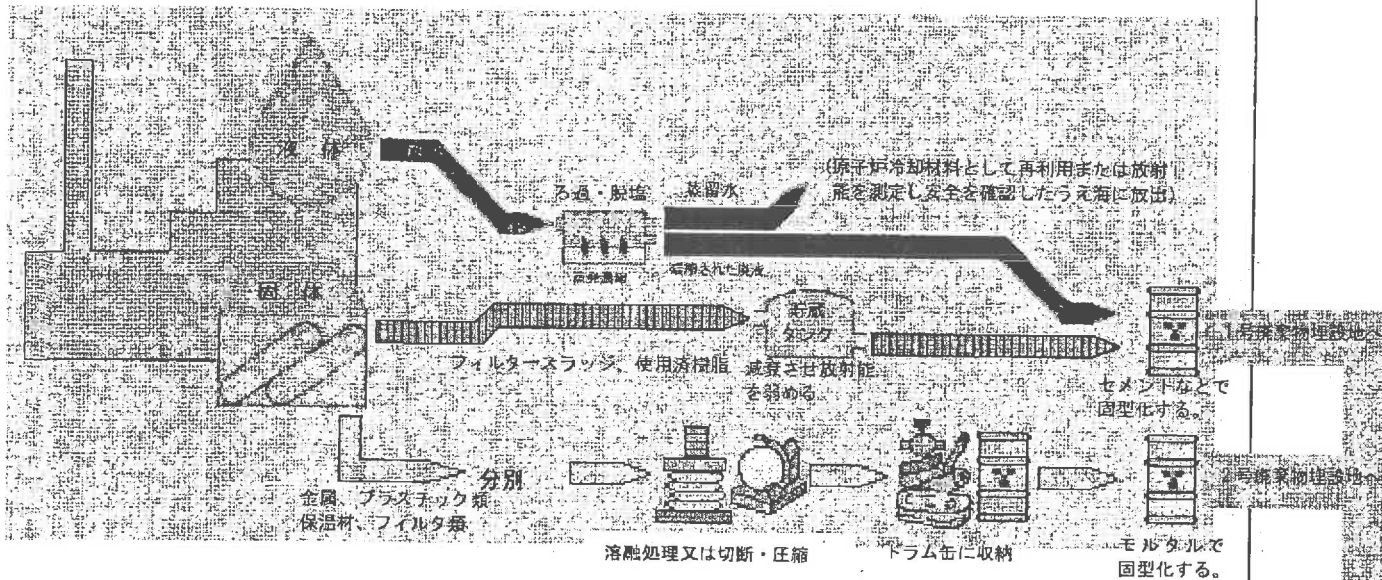 液体
(原子炉冷却材料として再利用または放射
能を測定し安全を確認したうえ海に放出)
ろ過・脱塩
蒸留水
蒸発濃縮
濃縮された廃液
固体
貯蔵
タンク
フィルタースラッジ、使用済樹脂
減衰させ放射能
を弱める
セメントなどで
固型化する。
1号廃棄物埋設地へ
分別
金属、プラスチック類
保温材、フィルタ類
溶融処理又は切断・圧縮
ドラム缶に収納
モルタルで
固型化する。
2号廃棄物埋設地へ